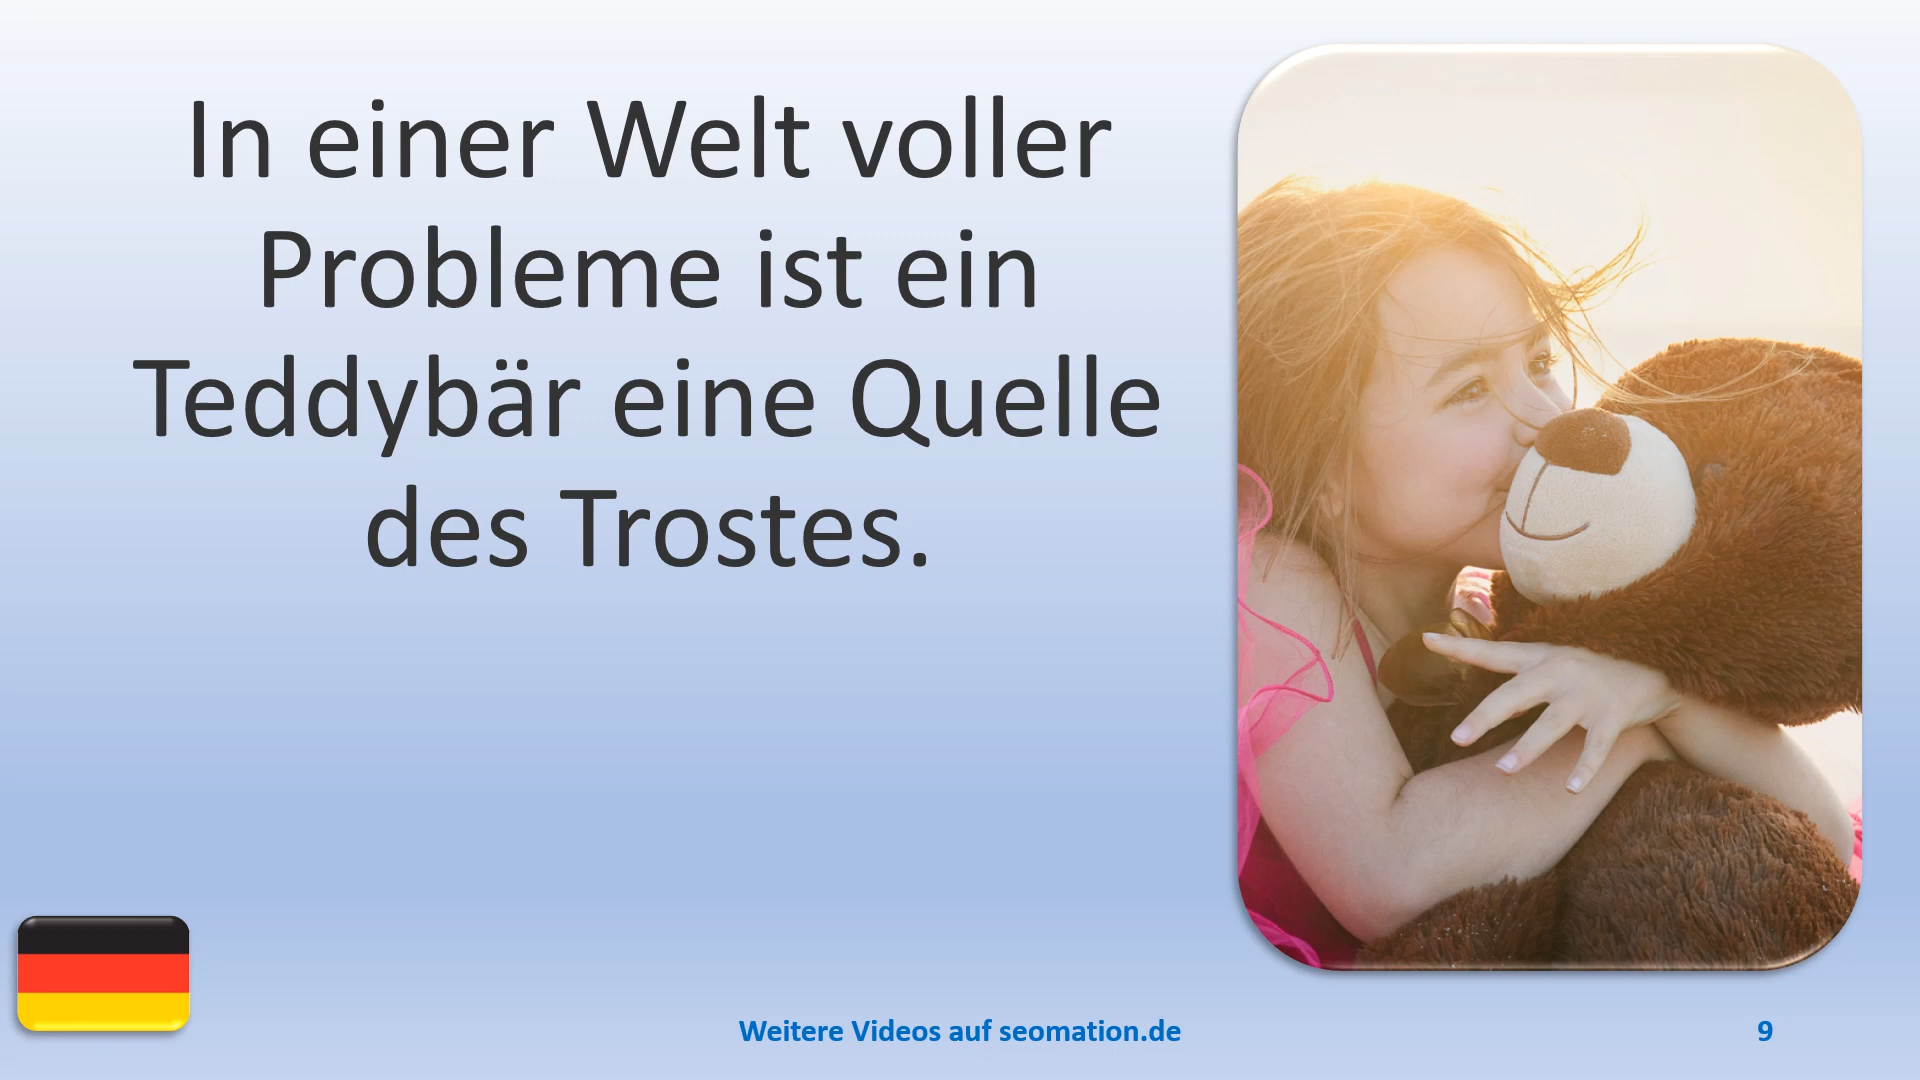 In einer Welt voller
Probleme ist ein
Teddybär eine Quelle
des Trostes.
Weitere Videos auf seomation.de
9